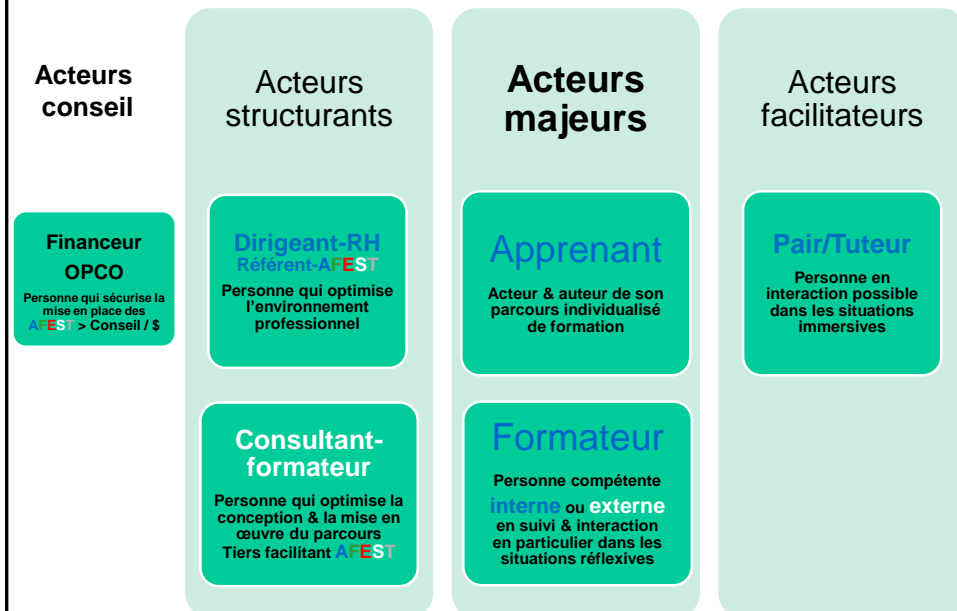 Acteurs
conseil
Financeur
OPCO
Personne qui sécurise la
mise en place des
AFEST > Conseil / $
Acteurs
structurants
Dirigeant-RH
Référent-AFEST
Personne qui optimise
l'environnement
professionnel
Consultant-
formateur
Personne qui optimise la
conception & la mise en
œuvre du parcours
Tiers facilitant AFEST
Acteurs
majeurs
Apprenant
Acteur & auteur de son
parcours individualisé
de formation
Formateur
Personne compétente
interne ou externe
en suivi & interaction
en particulier dans les
situations réflexives
Acteurs
facilitateurs
Pair/Tuteur
Personne en
interaction possible
dans les situations
immersives